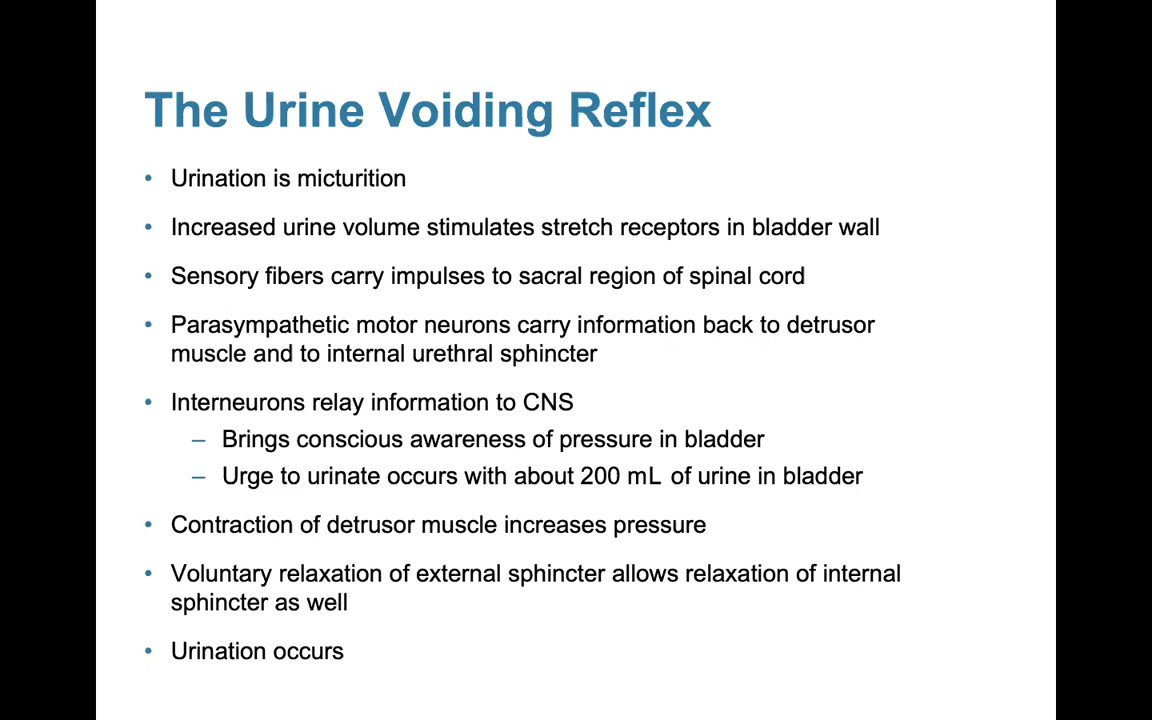 The Urine Voiding Reflex
• Urination is micturition
• Increased urine volume stimulates stretch receptors in bladder wall
• Sensory fibers carry impulses to sacral region of spinal cord
• Parasympathetic motor neurons carry information back to detrusor
muscle and to internal urethral sphincter
• Interneurons relay information to CNS
– Brings conscious awareness of pressure in bladder
– Urge to urinate occurs with about 200 mL of urine in bladder
• Contraction of detrusor muscle increases pressure
• Voluntary relaxation of external sphincter allows relaxation of internal
sphincter as well
• Urination occurs